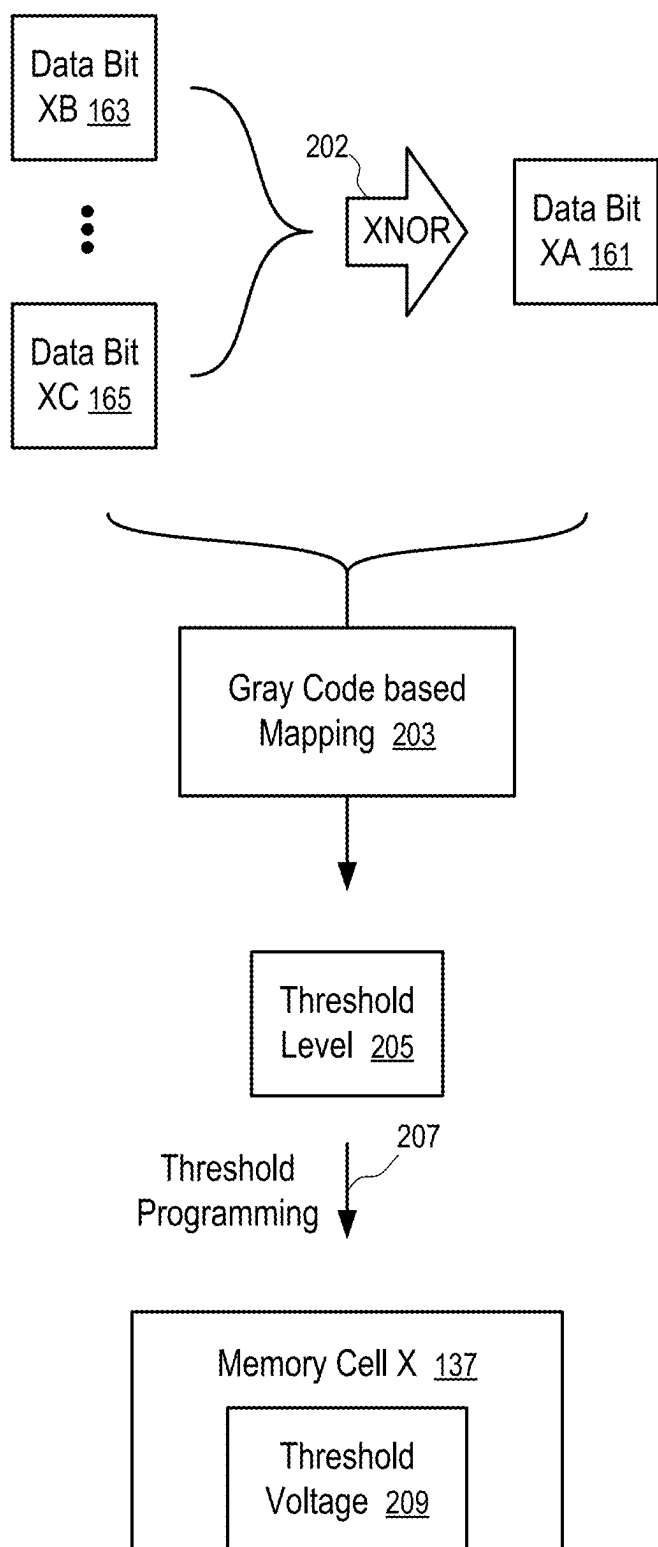 Data Bit
XB 163
Data Bit
XC 165
202
XNOR
Data Bit
XA 161
Gray Code based
Mapping 203
Threshold
Level 205
207
Threshold
Programming
Memory Cell X 137
Threshold
Voltage 209